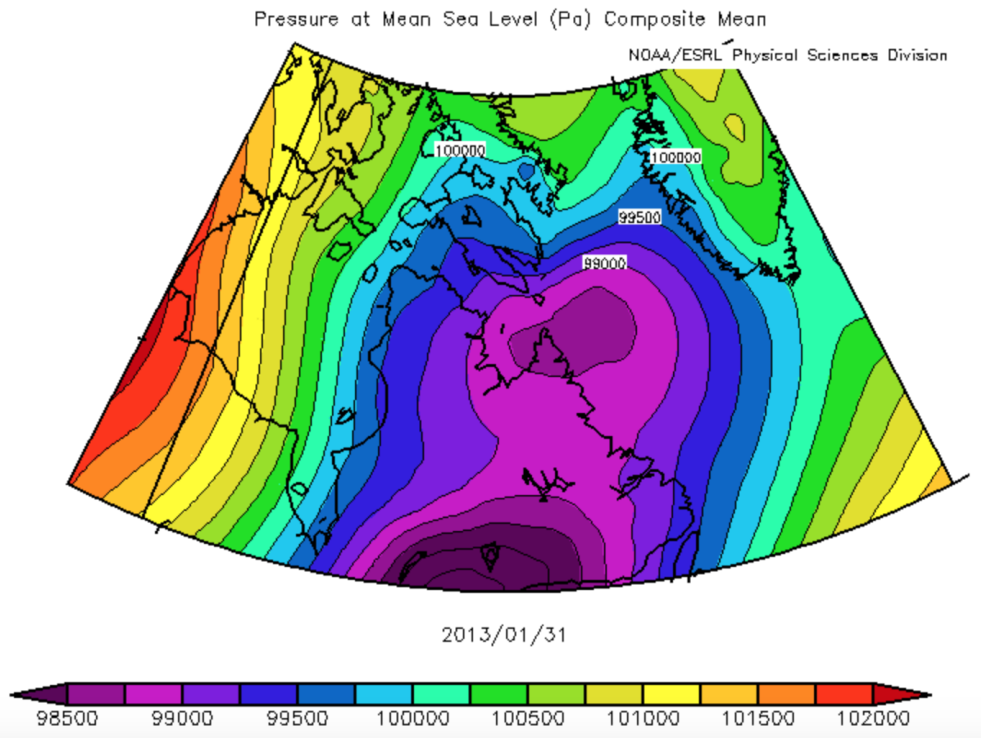 Pressure at Mean Sea Level (Pa) Composite Mean
NOAA/ESRL Physical Sciences Division
100000
100000
99500
99000
2013/01/31
98500 99000 99500 100000 100500 101000 101500 102000